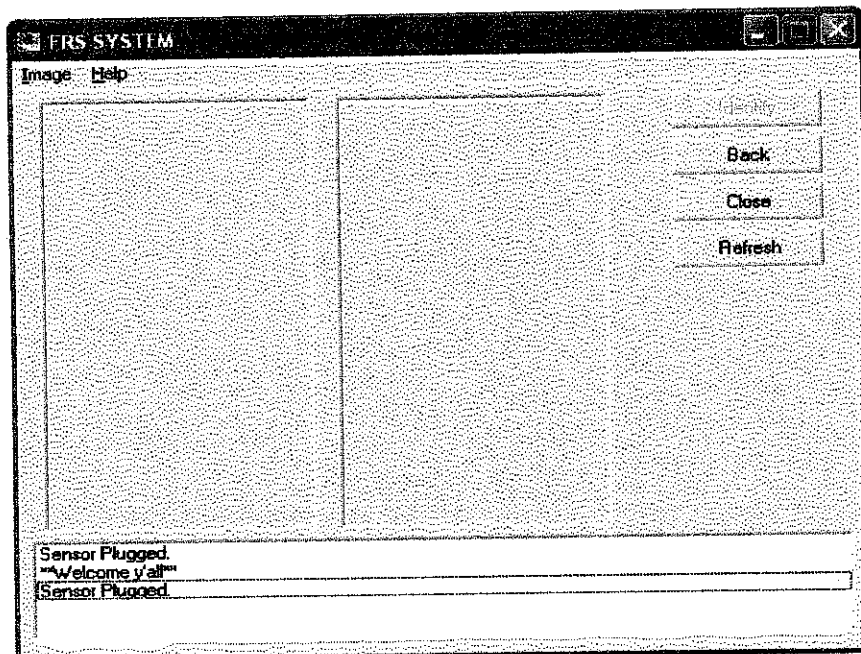 FRS SYSTEM
Image Help
Back
Close
Refresh
Sensor Plugged.
**Welcome y'all**
Sensor Plugged.